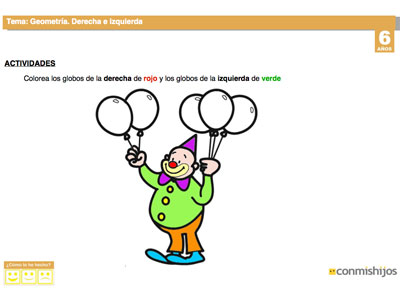 Tema: Geometría. Derecha e izquierda
6
AÑOS
ACTIVIDADES
Colorea los globos de la derecha de rojo y los globos de la izquierda de verde
¿Cómo lo he hecho?
conmishijos